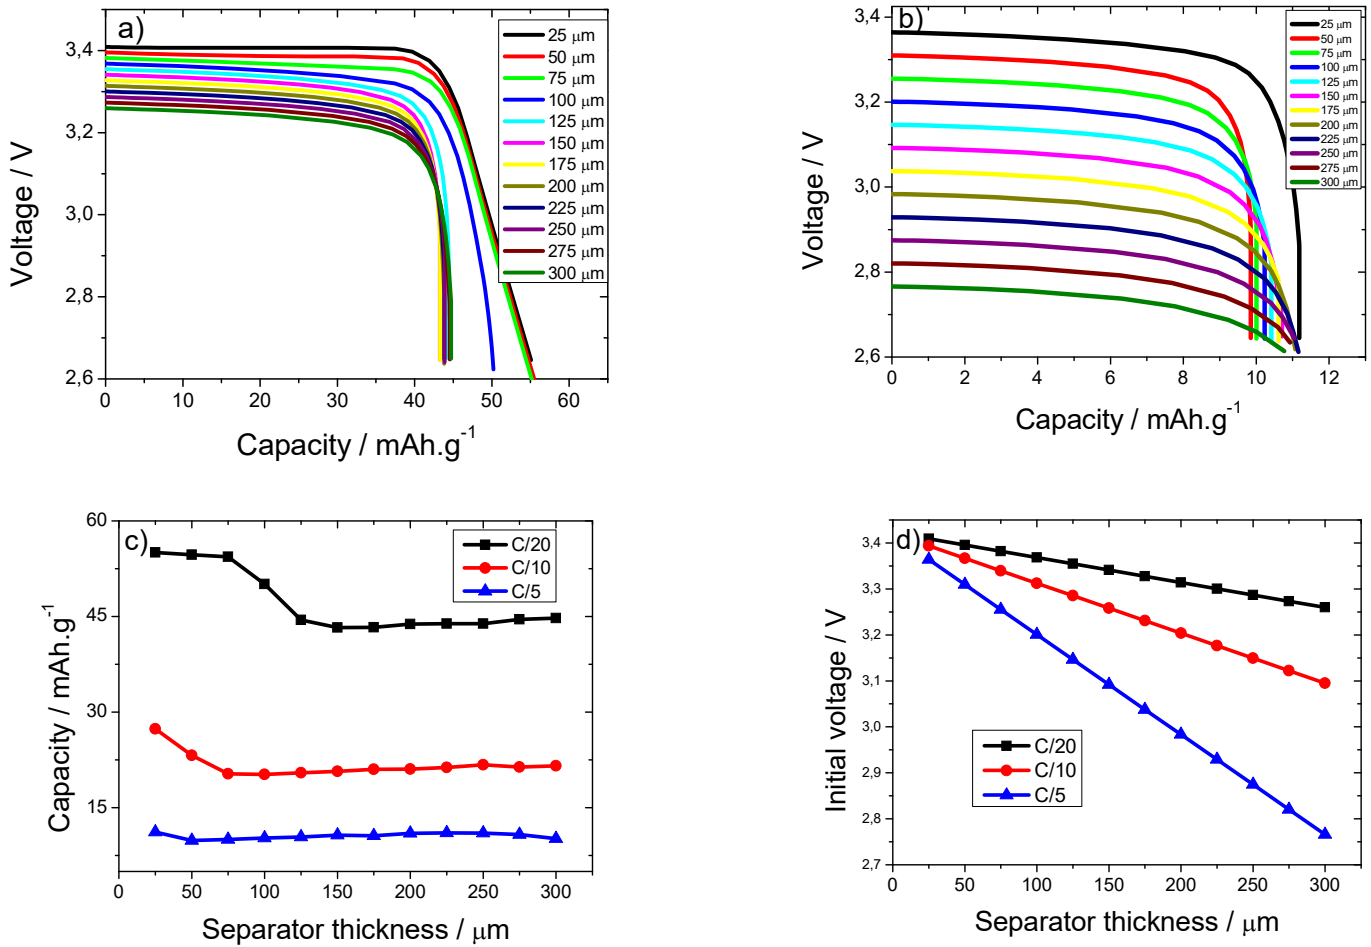 a)
3,4
3,2
3,0
2,8
2,6
Voltage / V
0 10 20 30 40 50 60
Capacity / mAh.g-1
25 μm
50 μm
75 μm
100 μm
125 μm
150 μm
175 μm
200 μm
225 μm
250 μm
275 μm
300 μm
b)
3,4
3,2
3,0
2,8
2,6
Voltage / V
0 2 4 6 8 10 12
Capacity / mAh.g-1
25 μm
50 μm
75 μm
100 μm
125 μm
150 μm
175 μm
200 μm
225 μm
250 μm
275 μm
300 μm
c)
60
45
30
15
Capacity / mAh.g-1
0 50 100 150 200 250 300
Separator thickness / μm
C/20
C/10
C/5
d)
3,4
3,3
3,2
3,1
3,0
2,9
2,8
2,7
Initial voltage / V
0 50 100 150 200 250 300
Separator thickness / μm
C/20
C/10
C/5